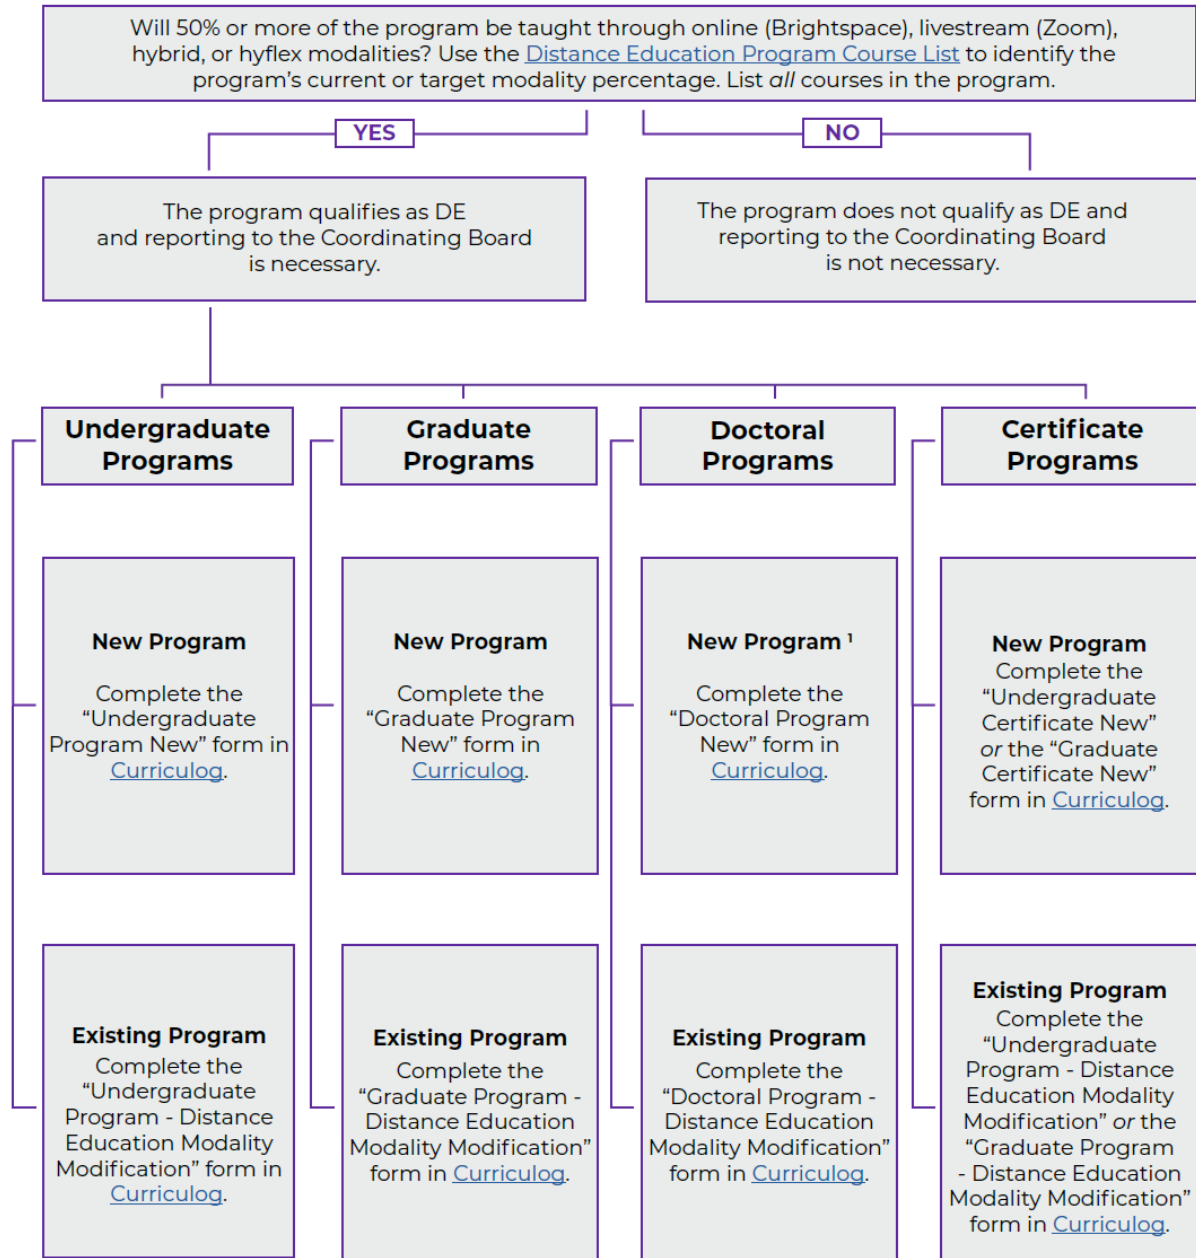 Will 50% or more of the program be taught through online (Brightspace), livestream (Zoom),
hybrid, or hyflex modalities? Use the Distance Education Program Course List to identify the
program’s current or target modality percentage. List all courses in the program.
YES
NO
The program qualifies as DE
and reporting to the Coordinating Board
is necessary.
The program does not qualify as DE and
reporting to the Coordinating Board
is not necessary.
Undergraduate
Programs
Graduate
Programs
Doctoral
Programs
Certificate
Programs
New Program
Complete the
“Undergraduate
Program New” form in
Curriculog.
New Program
Complete the
“Graduate Program
New” form in
Curriculog.
New Program ¹
Complete the
“Doctoral Program
New” form in
Curriculog.
New Program
Complete the
“Undergraduate
Certificate New”
or the “Graduate
Certificate New”
form in Curriculog.
Existing Program
Complete the
“Undergraduate
Program - Distance
Education Modality
Modification” form in
Curriculog.
Existing Program
Complete the
“Graduate Program -
Distance Education
Modality Modification”
form in Curriculog.
Existing Program
Complete the
“Doctoral Program -
Distance Education
Modality Modification”
form in Curriculog.
Existing Program
Complete the
“Undergraduate
Program - Distance
Education Modality
Modification” or the
“Graduate Program
- Distance Education
Modality Modification”
form in Curriculog.